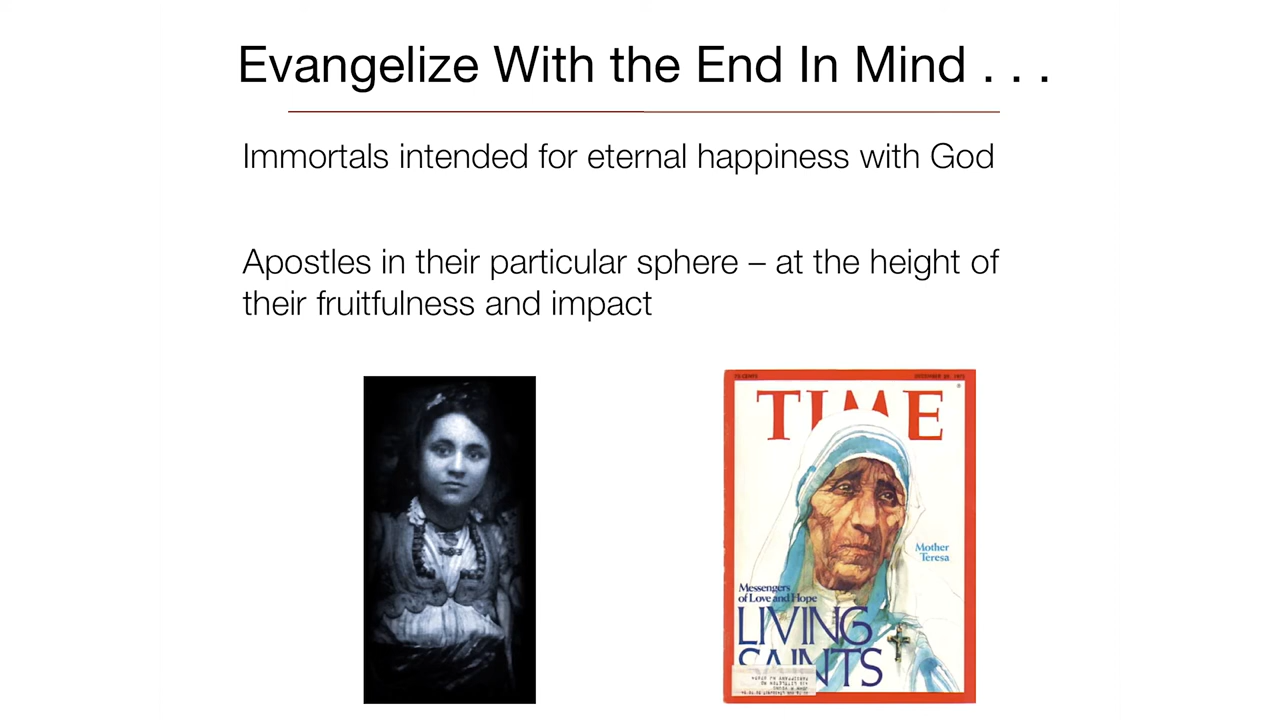 Evangelize With the End In Mind . . .
Immortals intended for eternal happiness with God
Apostles in their particular sphere – at the height of
their fruitfulness and impact
TIME
Mother
Teresa
Messengers
of Love and Hope
LIVING
SAINTS